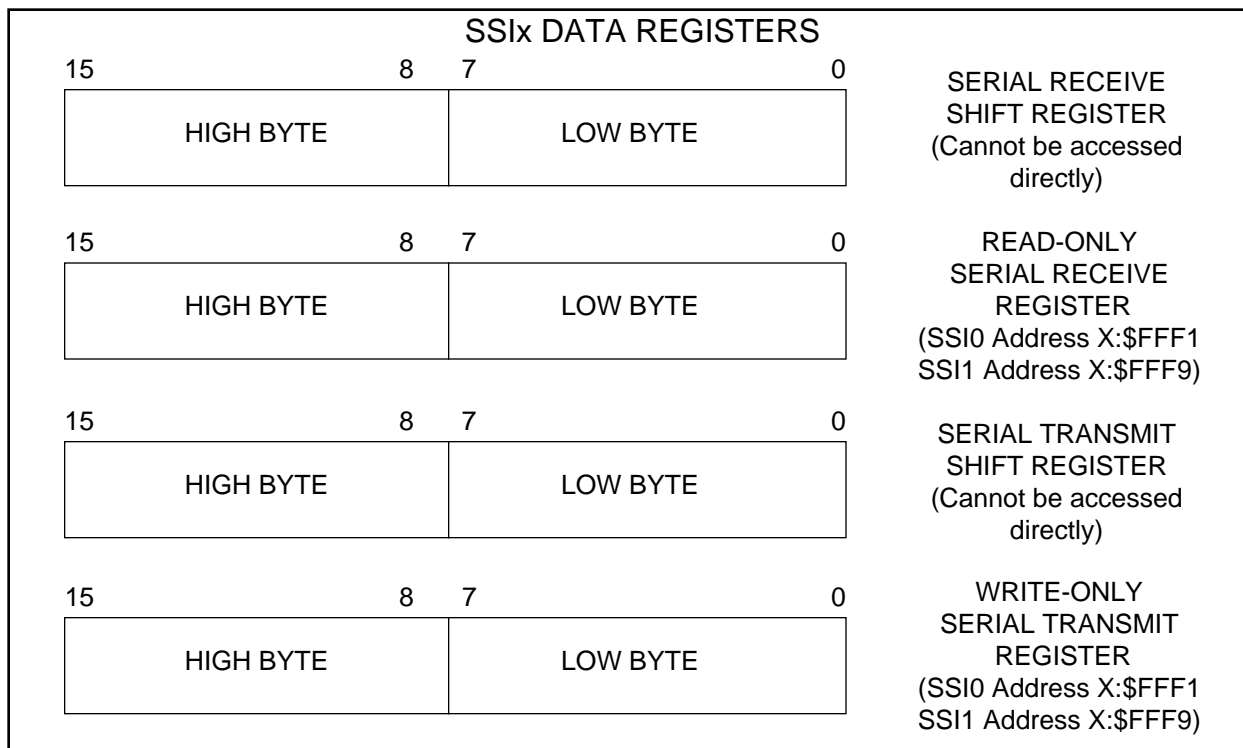 SSIx DATA REGISTERS
15 8 7 0
HIGH BYTE LOW BYTE
SERIAL RECEIVE
SHIFT REGISTER
(Cannot be accessed
directly)
15 8 7 0
HIGH BYTE LOW BYTE
READ-ONLY
SERIAL RECEIVE
REGISTER
(SSI0 Address X:$FFF1
SSI1 Address X:$FFF9)
15 8 7 0
HIGH BYTE LOW BYTE
SERIAL TRANSMIT
SHIFT REGISTER
(Cannot be accessed
directly)
15 8 7 0
HIGH BYTE LOW BYTE
WRITE-ONLY
SERIAL TRANSMIT
REGISTER
(SSI0 Address X:$FFF1
SSI1 Address X:$FFF9)